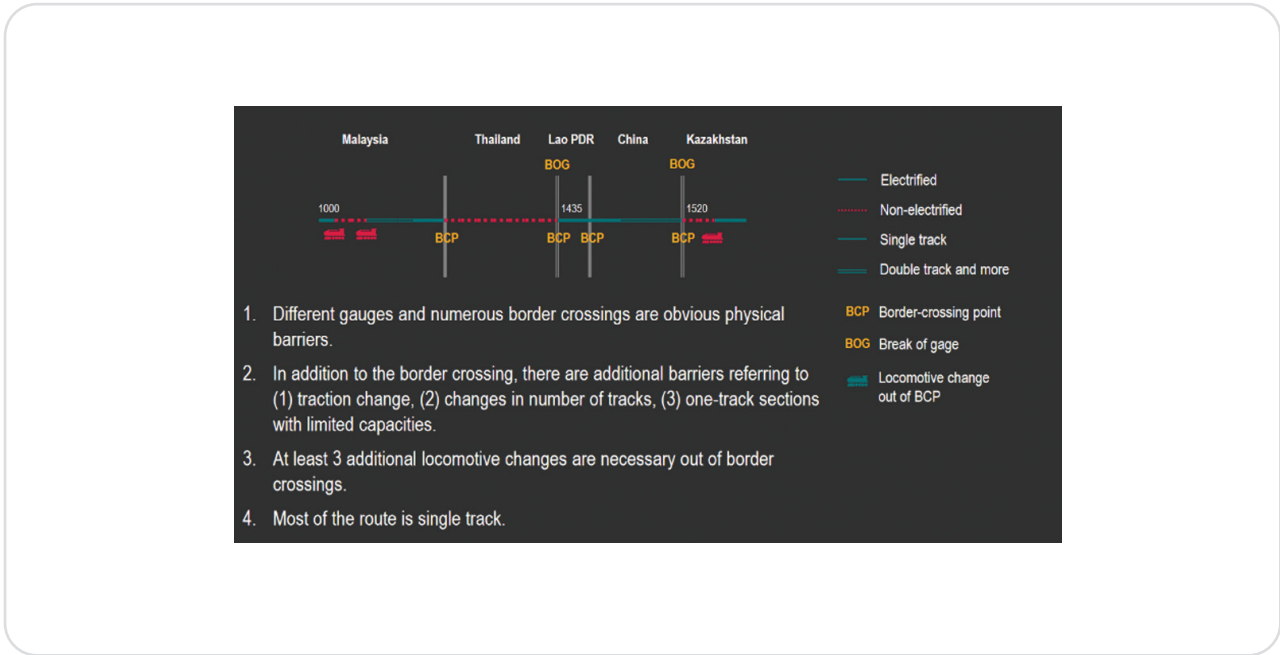 Malaysia Thailand Lao PDR China Kazakhstan
BOG BOG
1000 1435 1520
BCP BCP BCP BCP
Electrified
Non-electrified
Single track
Double track and more
BCP Border-crossing point
BOG Break of gage
Locomotive change
out of BCP
1. Different gauges and numerous border crossings are obvious physical
barriers.
2. In addition to the border crossing, there are additional barriers referring to
(1) traction change, (2) changes in number of tracks, (3) one-track sections
with limited capacities.
3. At least 3 additional locomotive changes are necessary out of border
crossings.
4. Most of the route is single track.